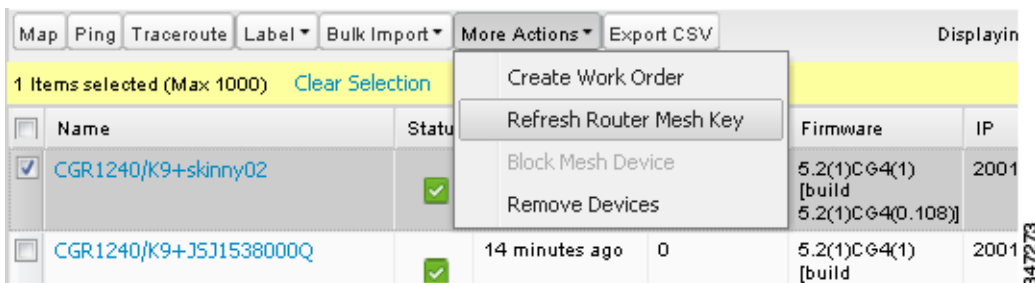 Map Ping Traceroute Label Bulk Import More Actions Export CSV Displayin
1 Items selected (Max 1000) Clear Selection
Create Work Order
Refresh Router Mesh Key
Block Mesh Device
Remove Devices
Name Statu Firmware IP
CGR1240/K9+skinny02 5.2(1)CG4(1) 2001
[build
5.2(1)CG4(0.108)]
CGR1240/K9+JSJ1538000Q 14 minutes ago 0 5.2(1)CG4(1) 2001
[build
347273